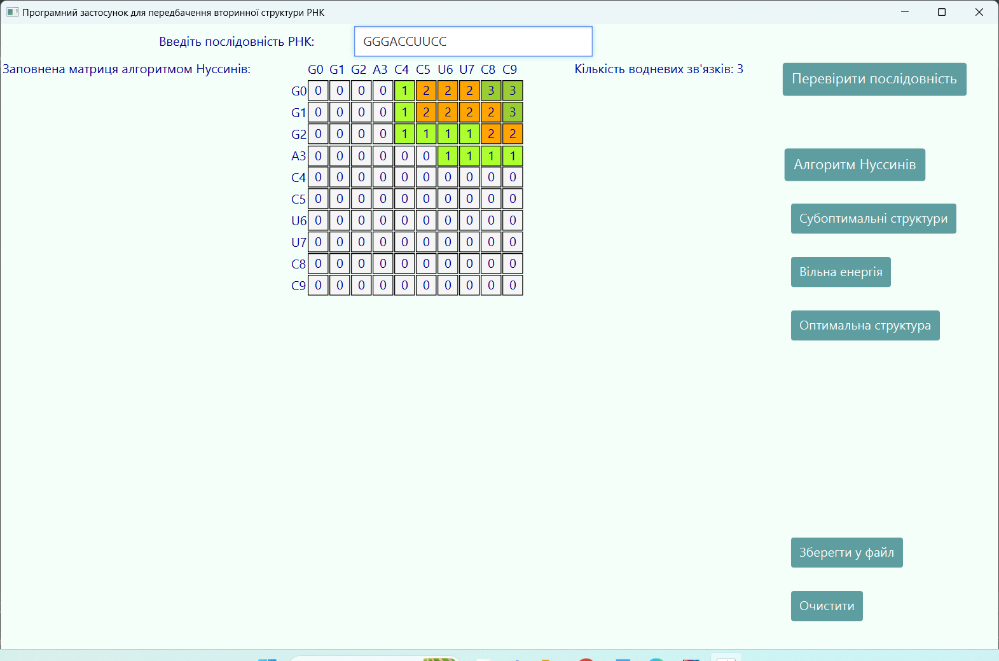 Програмний застосунок для передбачення вторинної структури РНК
Введіть послідовність РНК: GGGACCUUCC
Заповнена матриця алгоритмом Нуссинів: G0 G1 G2 A3 C4 C5 U6 U7 C8 C9 Кількість водневих зв'язків: 3 Перевірити послідовність
G0 0 0 0 0 1 2 2 2 3 3
G1 0 0 0 0 1 2 2 2 2 3
G2 0 0 0 0 1 1 1 1 2 2
A3 0 0 0 0 0 0 1 1 1 1 Алгоритм Нуссинів
C4 0 0 0 0 0 0 0 0 0 0
C5 0 0 0 0 0 0 0 0 0 0
U6 0 0 0 0 0 0 0 0 0 0 Субоптимальні структури
U7 0 0 0 0 0 0 0 0 0 0
C8 0 0 0 0 0 0 0 0 0 0 Вільна енергія
C9 0 0 0 0 0 0 0 0 0 0
Оптимальна структура
Зберегти у файл
Очистити